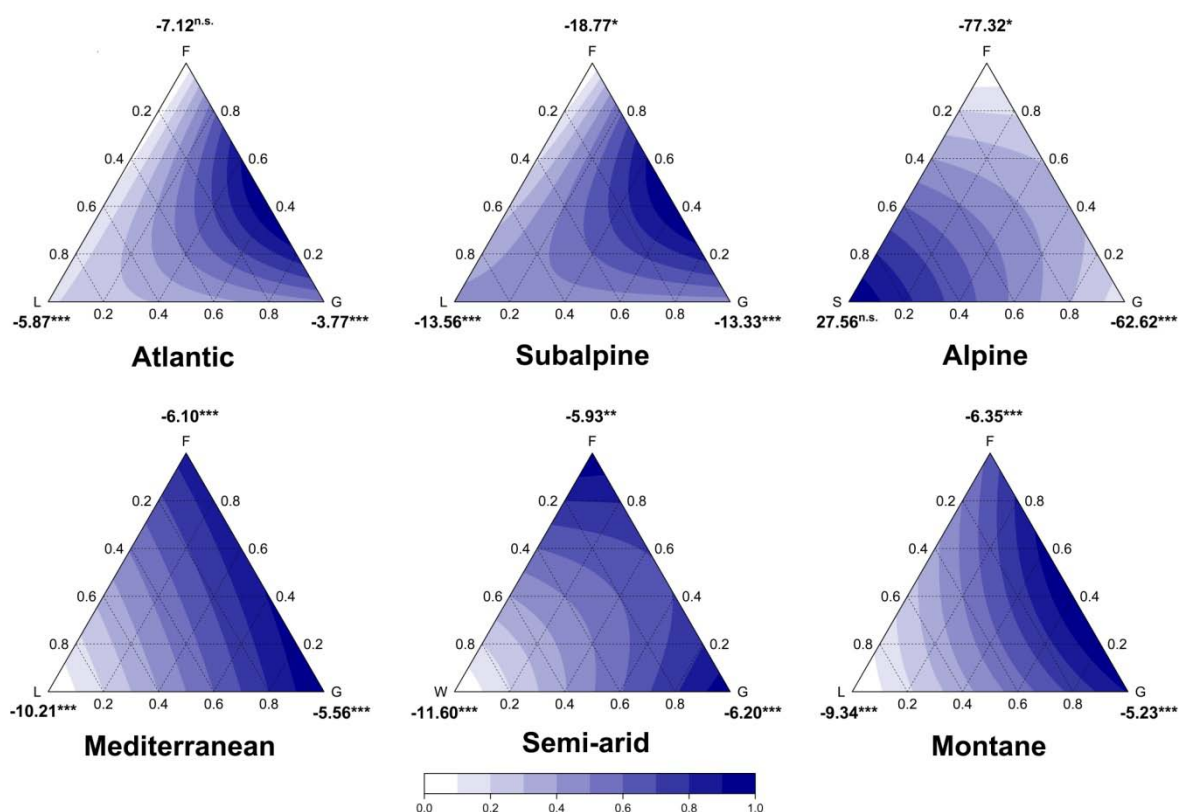 -7.12n.s. -18.77* -77.32*
F F F
0.2 0.8 0.2 0.8 0.2 0.8
0.4 0.6 0.4 0.6 0.4 0.6
0.6 0.4 0.6 0.4 0.6 0.4
0.8 0.2 0.8 0.2 0.8 0.2
L G L G S G
0.2 0.4 0.6 0.8 0.2 0.4 0.6 0.8 0.2 0.4 0.6 0.8
-5.87*** -3.77*** -13.56*** -13.33*** 27.56n.s. -62.62***
Atlantic Subalpine Alpine
-6.10*** -5.93** -6.35***
F F F
0.2 0.8 0.2 0.8 0.2 0.8
0.4 0.6 0.4 0.6 0.4 0.6
0.6 0.4 0.6 0.4 0.6 0.4
0.8 0.2 0.8 0.2 0.8 0.2
L G W G L G
0.2 0.4 0.6 0.8 0.2 0.4 0.6 0.8 0.2 0.4 0.6 0.8
-10.21*** -5.56*** -11.60*** -6.20*** -9.34*** -5.23***
Mediterranean Semi-arid Montane
0.0 0.2 0.4 0.6 0.8 1.0